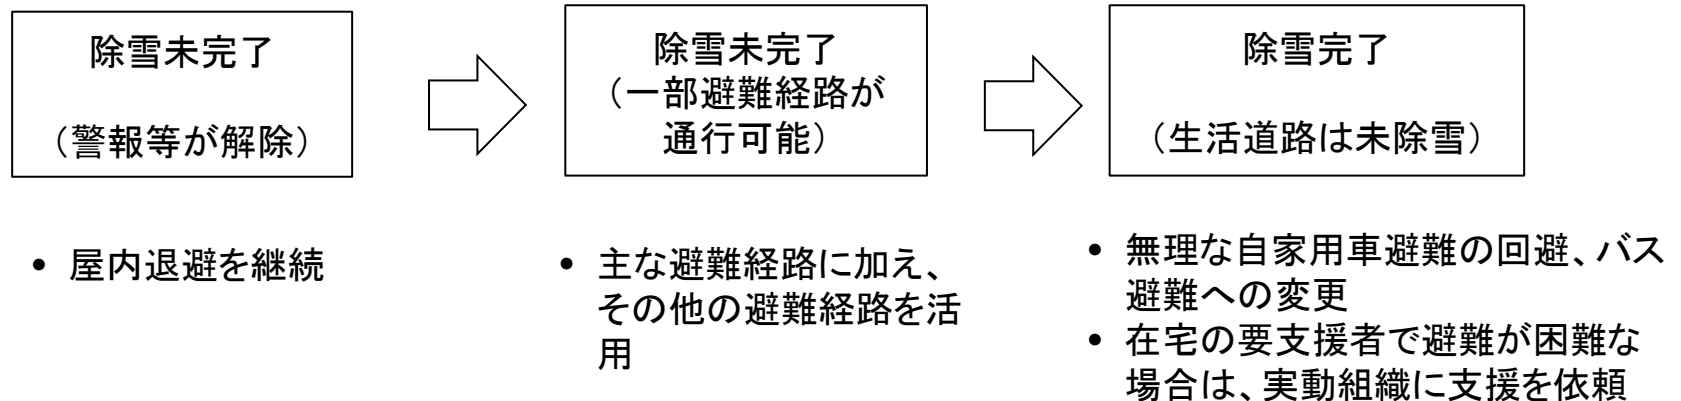 除雪未完了
（警報等が解除）
除雪未完了
（一部避難経路が
通行可能）
除雪完了
（生活道路は未除雪）
• 屋内退避を継続
• 主な避難経路に加え、
その他の避難経路を活
用
• 無理な自家用車避難の回避、バス
避難への変更
• 在宅の要支援者で避難が困難な
場合は、実動組織に支援を依頼